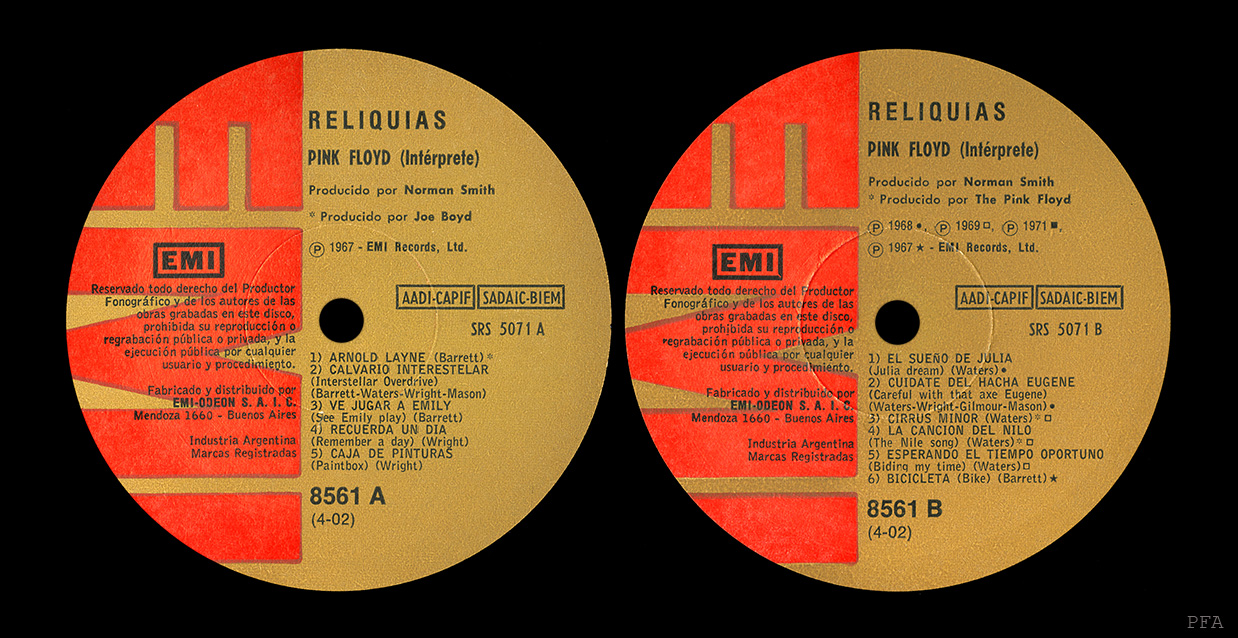 RELIQUIAS
PINK FLOYD (Intérprete)
Producido por Norman Smith
* Producido por Joe Boyd
Ⓟ 1967 - EMI Records, Ltd.
EMI
Reservado todo derecho del Productor
Fonográfico y de los autores de las
obras grabadas en este disco,
prohibida su reproducción o
regrabación pública o privada, y la
ejecución pública por cualquier
usuario y procedimiento.
Fabricado y distribuido por
EMI-ODEON S. A. I. C.
Mendoza 1660 - Buenos Aires
Industria Argentina
Marcas Registradas
AADI-CAPIF SADAIC-BIEM
SRS 5071 A
1) ARNOLD LAYNE (Barrett)*
2) CALVARIO INTERESTELAR
(Interstellar Overdrive)
(Barrett-Waters-Wright-Mason)
3) VE JUGAR A EMILY
(See Emily play) (Barrett)
4) RECUERDA UN DIA
(Remember a day) (Wright)
5) CAJA DE PINTURAS
(Paintbox) (Wright)
8561 A
(4-02)
RELIQUIAS
PINK FLOYD (Intérprete)
Producido por Norman Smith
* Producido por The Pink Floyd
Ⓟ 1968 •, Ⓟ 1969 □, Ⓟ 1971 ■,
Ⓟ 1967 ★ - EMI Records, Ltd.
EMI
Reservado todo derecho del Productor
Fonográfico y de los autores de las
obras grabadas en este disco,
prohibida su reproducción o
regrabación pública o privada, y la
ejecución pública por cualquier
usuario y procedimiento.
Fabricado y distribuido por
EMI-ODEON S. A. I. C.
Mendoza 1660 - Buenos Aires
Industria Argentina
Marcas Registradas
AADI-CAPIF SADAIC-BIEM
SRS 5071 B
1) EL SUEÑO DE JULIA
(Julia dream) (Waters)•
2) CUIDATE DEL HACHA EUGENE
(Careful with that axe Eugene)
(Waters-Wright-Gilmour-Mason)•
3) CIRRUS MINOR (Waters)*□
4) LA CANCION DEL NILO
(The Nile song) (Waters)*□
5) ESPERANDO EL TIEMPO OPORTUNO
(Biding my time) (Waters)□
6) BICICLETA (Bike) (Barrett)★
8561 B
(4-02)
PFA